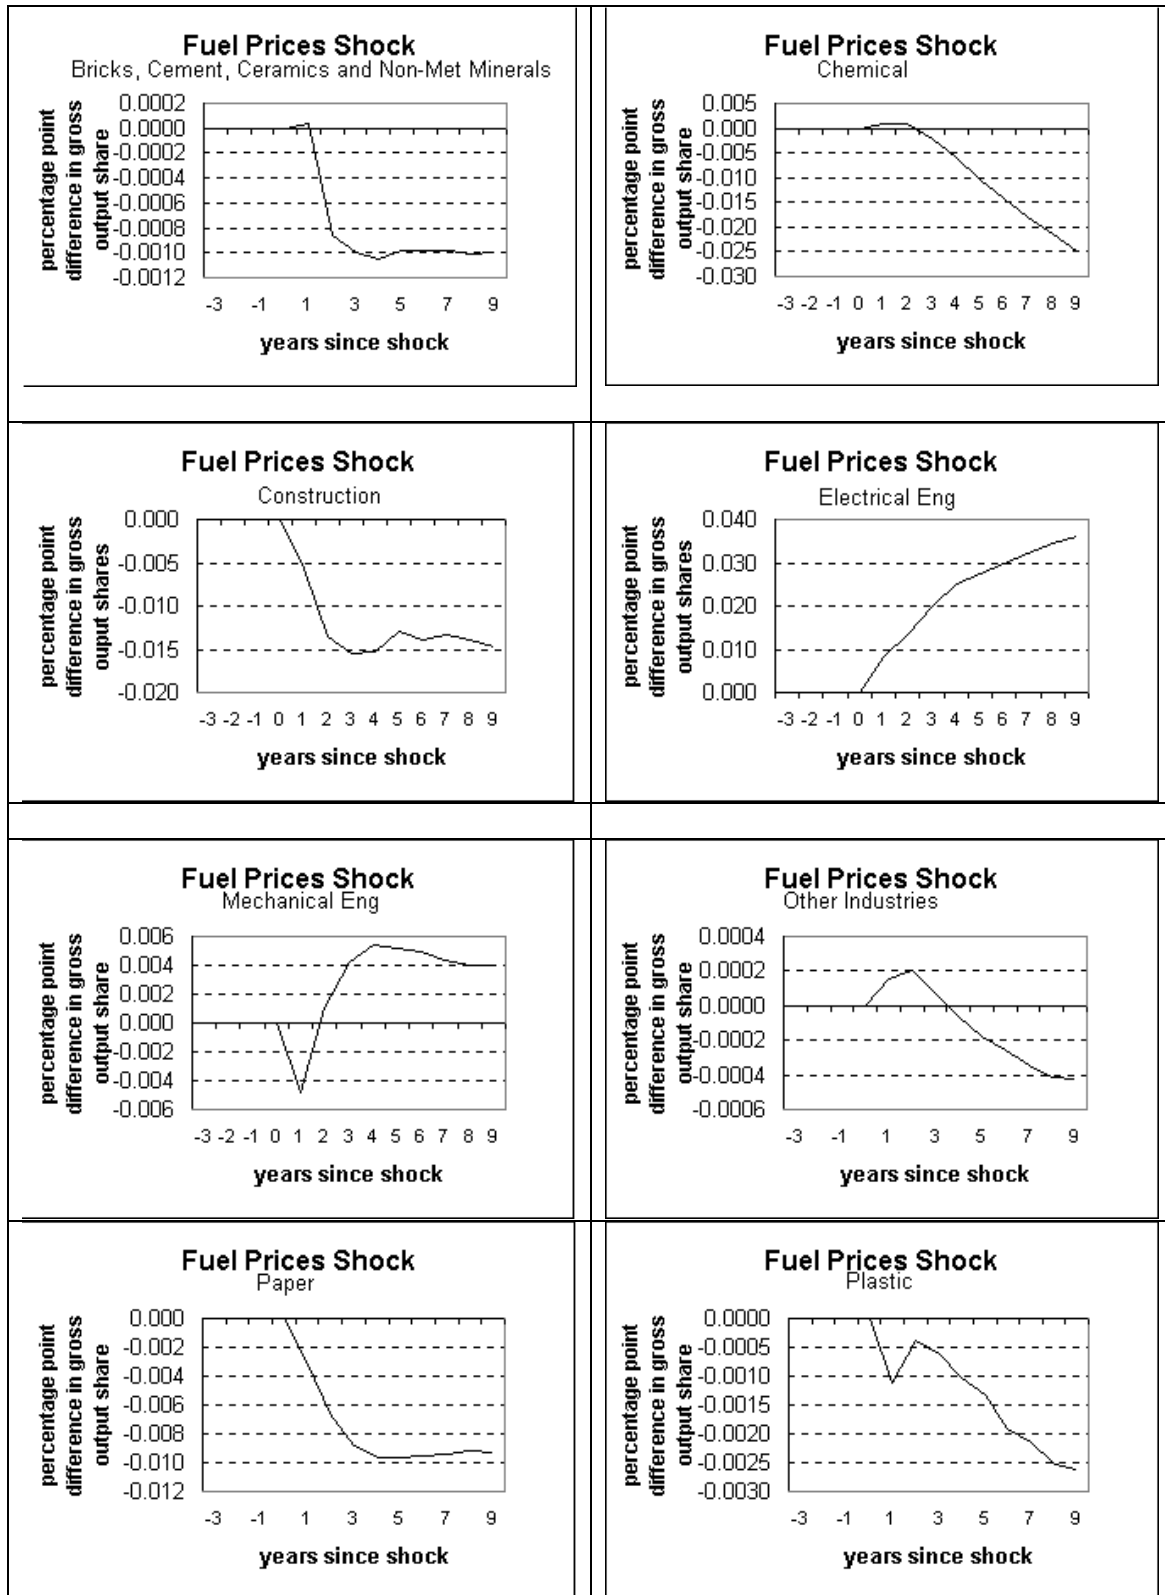 Fuel Prices Shock
Bricks, Cement, Ceramics and Non-Met Minerals
percentage point
difference in gross
output share
0.0002
0.0000
-0.0002
-0.0004
-0.0006
-0.0008
-0.0010
-0.0012
-3 -1 1 3 5 7 9
years since shock
Fuel Prices Shock
Chemical
percentage point
difference in gross
output share
0.005
0.000
-0.005
-0.010
-0.015
-0.020
-0.025
-0.030
-3 -2 -1 0 1 2 3 4 5 6 7 8 9
years since shock
Fuel Prices Shock
Construction
percentage point
difference in gross
ouput shares
0.000
-0.005
-0.010
-0.015
-0.020
-3 -2 -1 0 1 2 3 4 5 6 7 8 9
years since shock
Fuel Prices Shock
Electrical Eng
percentage point
difference in gross
output shares
0.040
0.030
0.020
0.010
0.000
-3 -2 -1 0 1 2 3 4 5 6 7 8 9
years since shock
Fuel Prices Shock
Mechanical Eng
percentage point
difference in gross
output share
0.006
0.004
0.002
0.000
-0.002
-0.004
-0.006
-3 -2 -1 0 1 2 3 4 5 6 7 8 9
years since shock
Fuel Prices Shock
Other Industries
percentage point
difference in gross
output share
0.0004
0.0002
0.0000
-0.0002
-0.0004
-0.0006
-3 -1 1 3 5 7 9
years since shock
Fuel Prices Shock
Paper
percentage point
difference in gross
output share
0.000
-0.002
-0.004
-0.006
-0.008
-0.010
-0.012
-3 -1 1 3 5 7 9
years since shock
Fuel Prices Shock
Plastic
percentage point
difference in gross
output share
0.0000
-0.0005
-0.0010
-0.0015
-0.0020
-0.0025
-0.0030
-3 -1 1 3 5 7 9
years since shock